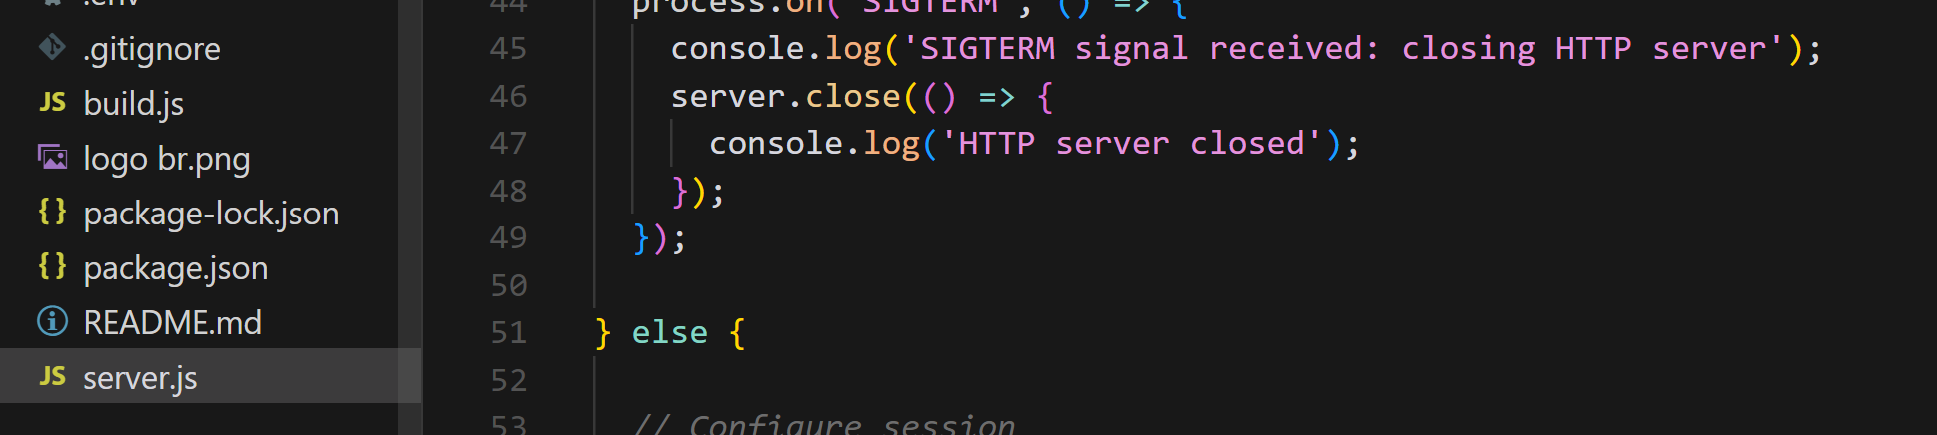 .env
.gitignore
JS build.js
logo br.png
{} package-lock.json
{} package.json
README.md
JS server.js
44 process.on('SIGTERM', () => {
45 console.log('SIGTERM signal received: closing HTTP server');
46 server.close(() => {
47 console.log('HTTP server closed');
48 });
49 });
50
51 } else {
52
53 // Configure session